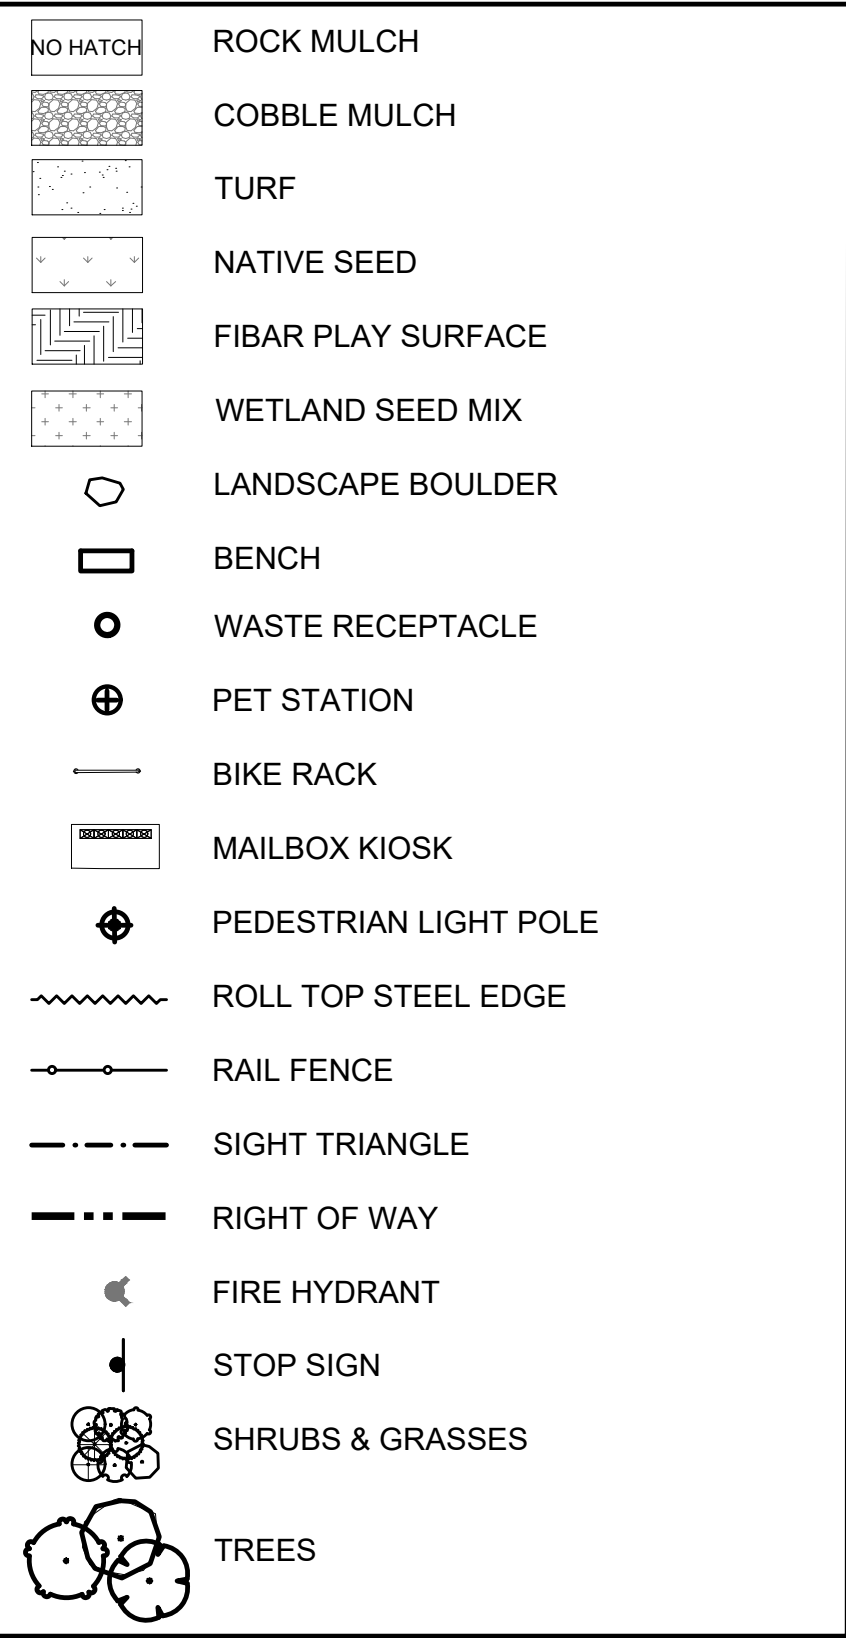 NO HATCH ROCK MULCH
COBBLE MULCH
TURF
NATIVE SEED
FIBAR PLAY SURFACE
WETLAND SEED MIX
LANDSCAPE BOULDER
BENCH
WASTE RECEPTACLE
PET STATION
BIKE RACK
MAILBOX KIOSK
PEDESTRIAN LIGHT POLE
ROLL TOP STEEL EDGE
RAIL FENCE
SIGHT TRIANGLE
RIGHT OF WAY
FIRE HYDRANT
STOP SIGN
SHRUBS & GRASSES
TREES